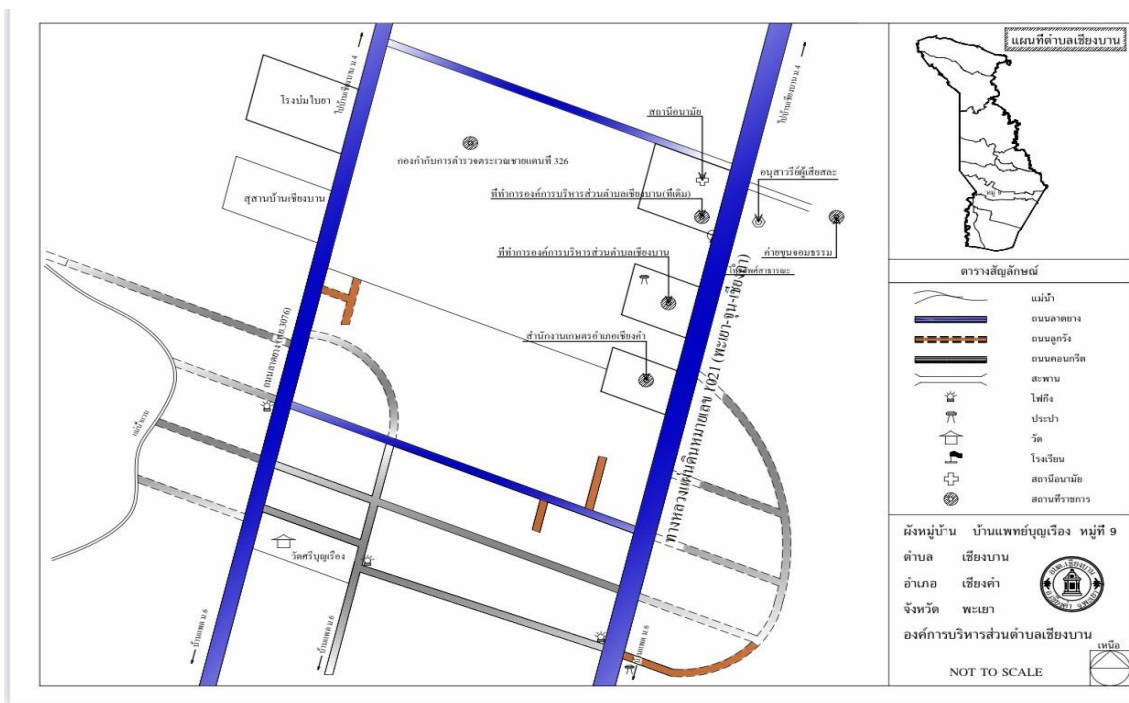 แผนที่ตำบลเชียงบาน
หมู่ 9
ไปบ้านเชียงบาน ม.4
ไปบ้านเชียงบาน ม.4
โรงบ่มใบยา
สุสานบ้านเชียงบาน
กองกำกับการตำรวจตระเวณชายแดนที่ 326
สถานีอนามัย
อนุสาวรีย์ผู้เสียสละ
ที่ทำการองค์การบริหารส่วนตำบลเชียงบาน(ที่เดิม)
ที่ทำการองค์การบริหารส่วนตำบลเชียงบาน
ค่ายขุนจอมธรรม
สำนักงานเกษตรอำเภอเชียงคำ
ทางหลวงแผ่นดินหมายเลข 1021 (พะเยา-จุน-เชียงคำ)
แม่น้ำลาว
วัดศรีบุญเรือง
บ้านแพด ม.6
บ้านแพด ม.6
บ้านแพด ม.6
ตารางสัญลักษณ์
แม่น้ำ
ถนนลาดยาง
ถนนลูกรัง
ถนนคอนกรีต
สะพาน
ไฟกิ่ง
ประปา
วัด
โรงเรียน
สถานีอนามัย
สถานที่ราชการ
ผังหมู่บ้าน บ้านแพทย์บุญเรือง หมู่ที่ 9
ตำบล เชียงบาน
อำเภอ เชียงคำ
จังหวัด พะเยา
องค์การบริหารส่วนตำบลเชียงบาน
เหนือ
NOT TO SCALE